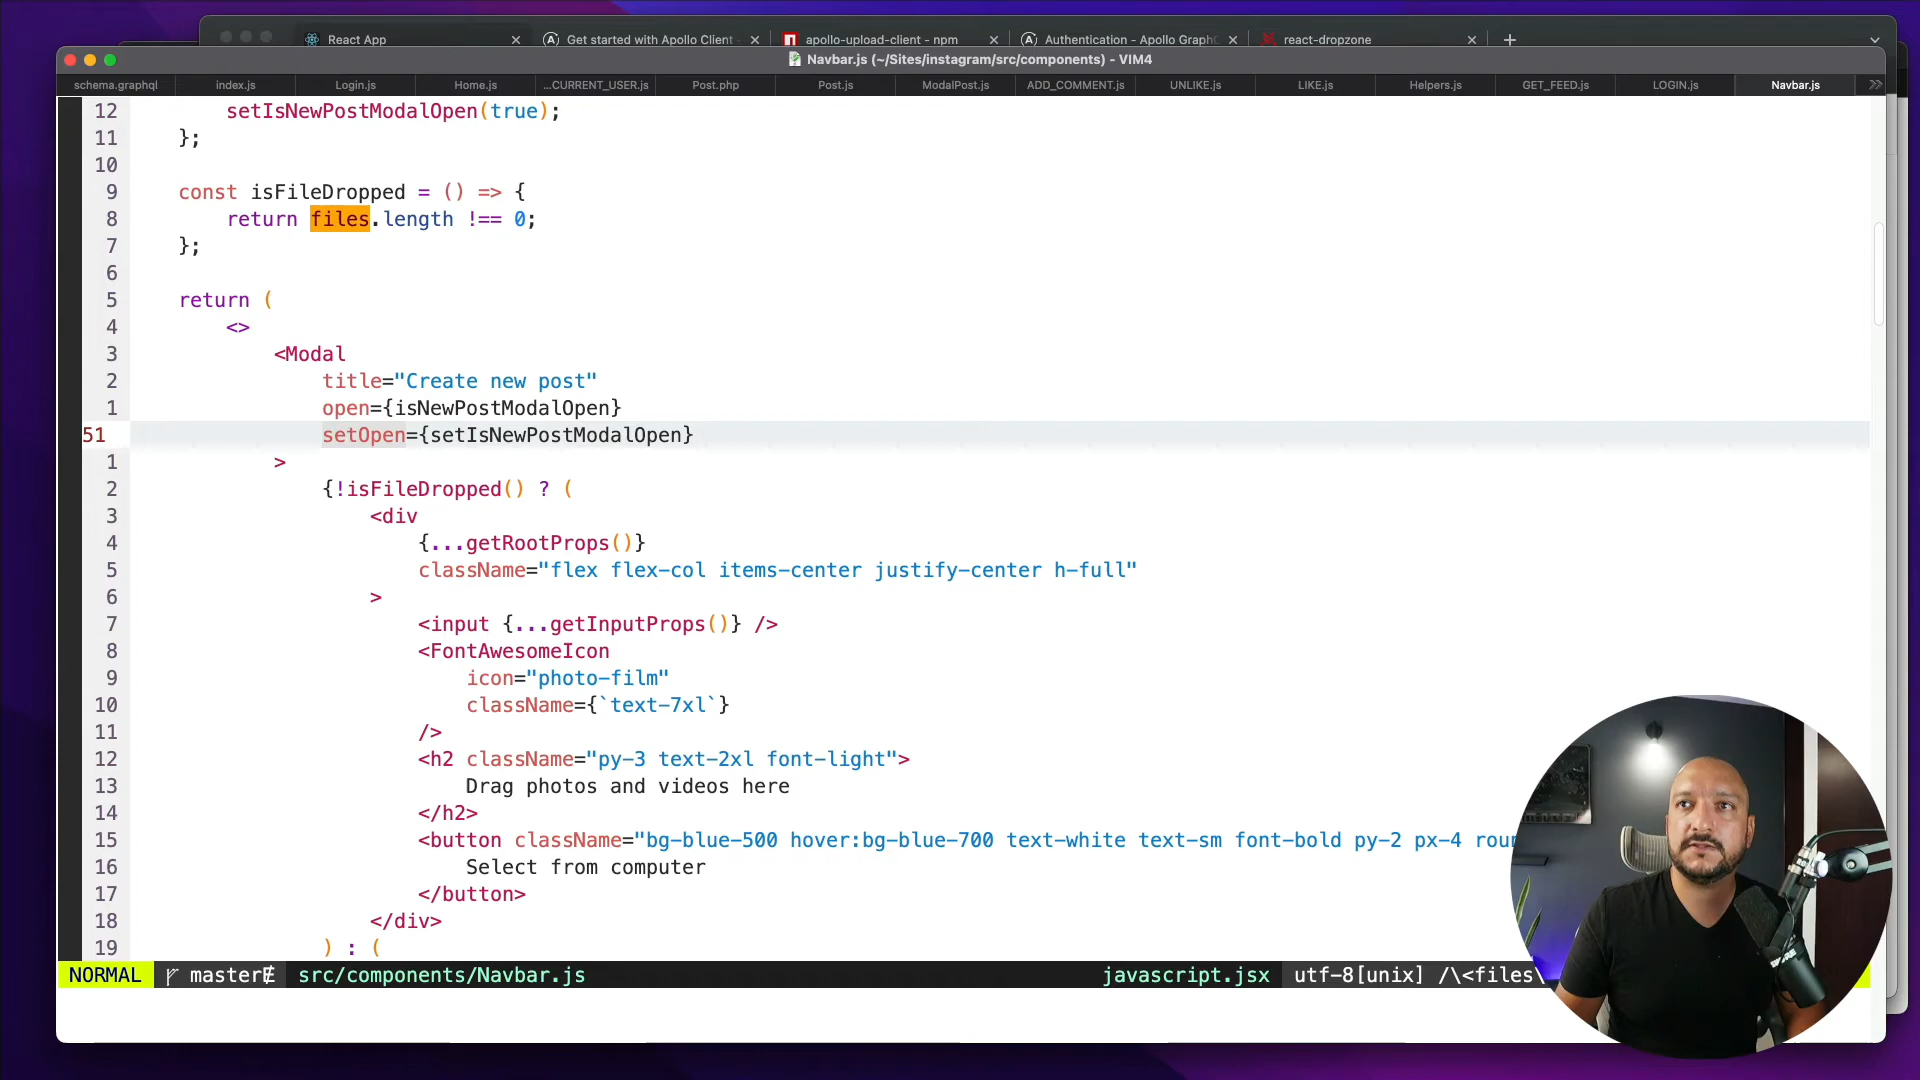 React App
Get started with Apollo Client
apollo-upload-client - npm
Authentication - Apollo Graph
react-dropzone
Navbar.js (~/Sites/instagram/src/components) - VIM4
schema.graphql
index.js
Login.js
Home.js
...CURRENT_USER.js
Post.php
Post.js
ModalPost.js
ADD_COMMENT.js
UNLIKE.js
LIKE.js
Helpers.js
GET_FEED.js
LOGIN.js
Navbar.js
12 setIsNewPostModalOpen(true);
11 };
10
9 const isFileDropped = () => {
8 return files.length !== 0;
7 };
6
5 return (
4 <>
3 <Modal
2 title="Create new post"
1 open={isNewPostModalOpen}
51 setOpen={setIsNewPostModalOpen}
1 >
2 {!isFileDropped() ? (
3 <div
4 {...getRootProps()}
5 className="flex flex-col items-center justify-center h-full"
6 >
7 <input {...getInputProps()} />
8 <FontAwesomeIcon
9 icon="photo-film"
10 className={`text-7xl`}
11 />
12 <h2 className="py-3 text-2xl font-light">
13 Drag photos and videos here
14 </h2>
15 <button className="bg-blue-500 hover:bg-blue-700 text-white text-sm font-bold py-2 px-4
16 Select from computer
17 </button>
18 </div>
19 ) : (
NORMAL master src/components/Navbar.js javascript.jsx utf-8[unix] /\<files\